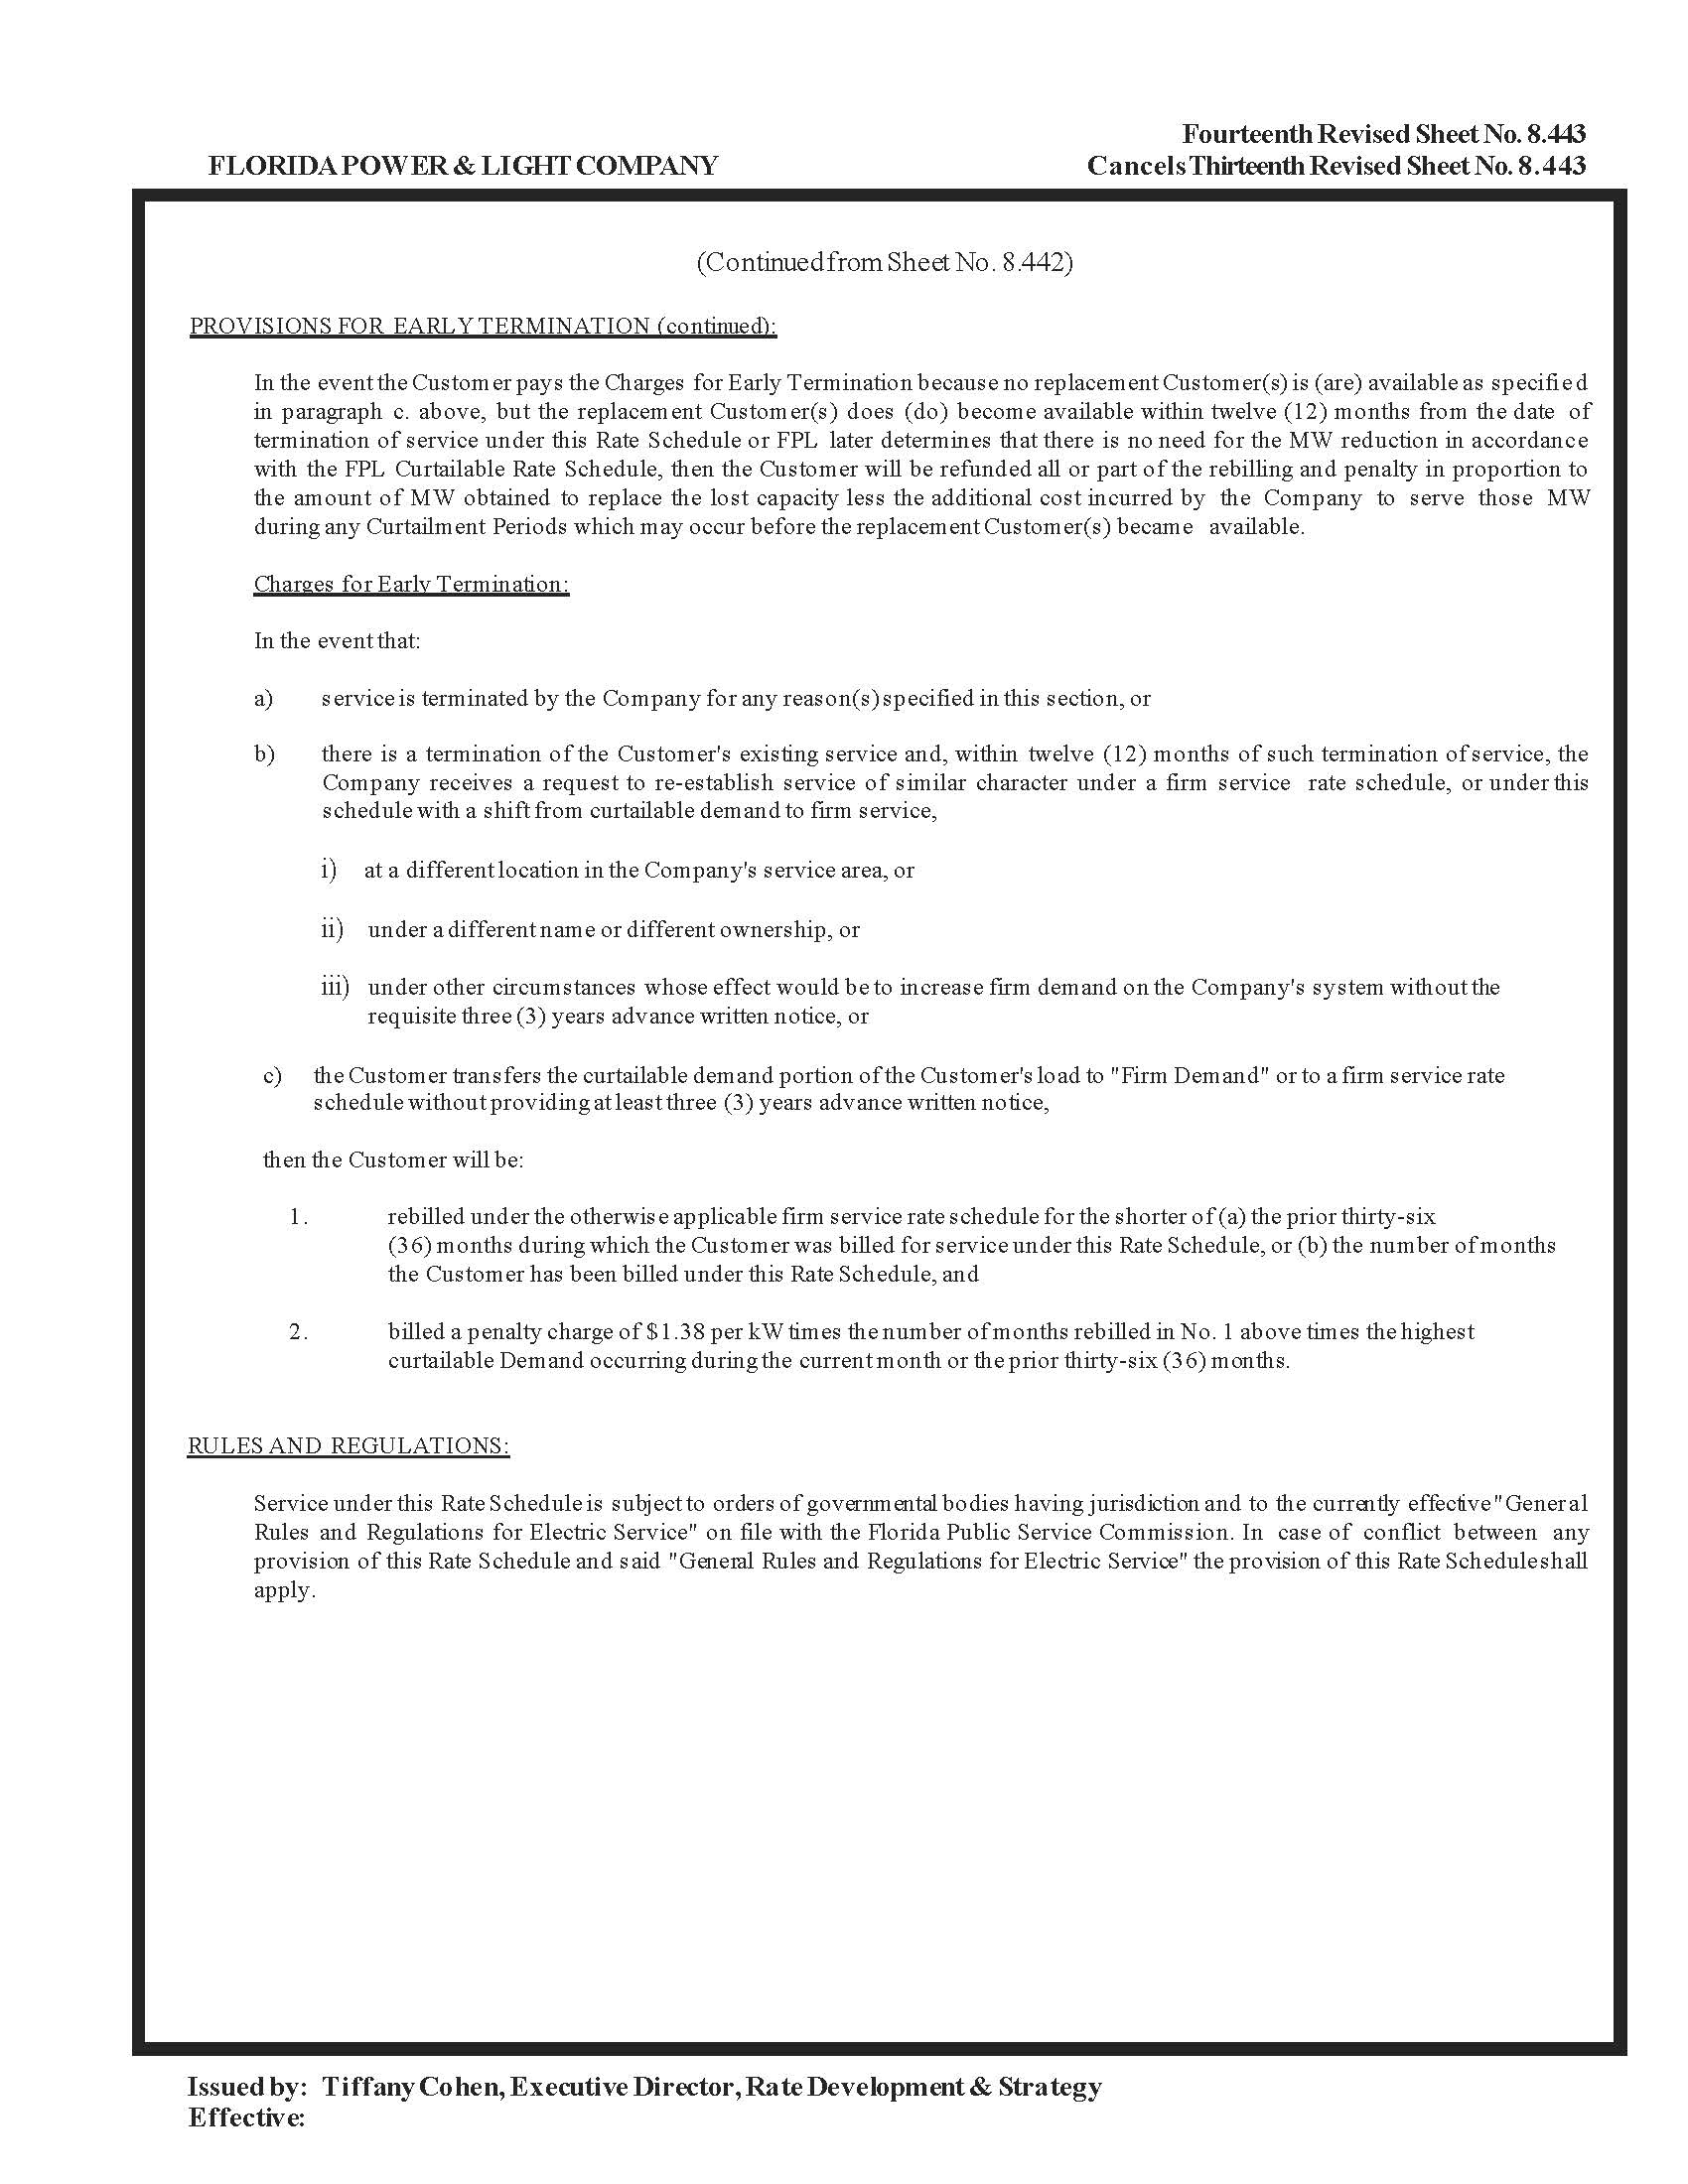 Fourteenth Revised Sheet No. 8.443
FLORIDA POWER & LIGHT COMPANY
Cancels Thirteenth Revised Sheet No. 8.443
(Continued from Sheet No. 8.442)
PROVISIONS FOR EARLY TERMINATION (continued):
In the event the Customer pays the Charges for Early Termination because no replacement Customer(s) is (are) available as specified
in paragraph c. above, but the replacement Customer(s) does (do) become available within twelve (12) months from the date of
termination of service under this Rate Schedule or FPL later determines that there is no need for the MW reduction in accordance
with the FPL Curtailable Rate Schedule, then the Customer will be refunded all or part of the rebilling and penalty in proportion to
the amount of MW obtained to replace the lost capacity less the additional cost incurred by the Company to serve those MW
during any Curtailment Periods which may occur before the replacement Customer(s) became available.
Charges for Early Termination:
In the event that:
a) service is terminated by the Company for any reason(s) specified in this section, or
b) there is a termination of the Customer's existing service and, within twelve (12) months of such termination of service, the
Company receives a request to re-establish service of similar character under a firm service rate schedule, or under this
schedule with a shift from curtailable demand to firm service,
i) at a different location in the Company's service area, or
ii) under a different name or different ownership, or
iii) under other circumstances whose effect would be to increase firm demand on the Company's system without the
requisite three (3) years advance written notice, or
c) the Customer transfers the curtailable demand portion of the Customer's load to "Firm Demand" or to a firm service rate
schedule without providing at least three (3) years advance written notice,
then the Customer will be:
1. rebilled under the otherwise applicable firm service rate schedule for the shorter of (a) the prior thirty-six
(36) months during which the Customer was billed for service under this Rate Schedule, or (b) the number of months
the Customer has been billed under this Rate Schedule, and
2. billed a penalty charge of $1.38 per kW times the number of months rebilled in No. 1 above times the highest
curtailable Demand occurring during the current month or the prior thirty-six (36) months.
RULES AND REGULATIONS:
Service under this Rate Schedule is subject to orders of governmental bodies having jurisdiction and to the currently effective "General
Rules and Regulations for Electric Service" on file with the Florida Public Service Commission. In case of conflict between any
provision of this Rate Schedule and said "General Rules and Regulations for Electric Service" the provision of this Rate Schedule shall
apply.
Issued by: Tiffany Cohen, Executive Director, Rate Development & Strategy
Effective: